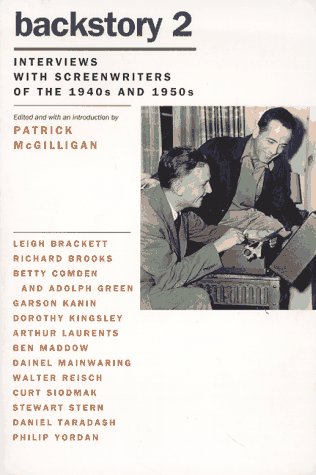 backstory 2
INTERVIEWS
WITH SCREENWRITERS
OF THE 1940s AND 1950s
Edited and with an introduction by
PATRICK
McGILLIGAN
LEIGH BRACKETT
RICHARD BROOKS
BETTY COMDEN
AND ADOLPH GREEN
GARSON KANIN
DOROTHY KINGSLEY
ARTHUR LAURENTS
BEN MADDOW
DAINEL MAINWARING
WALTER REISCH
CURT SIODMAK
STEWART STERN
DANIEL TARADASH
PHILIP YORDAN